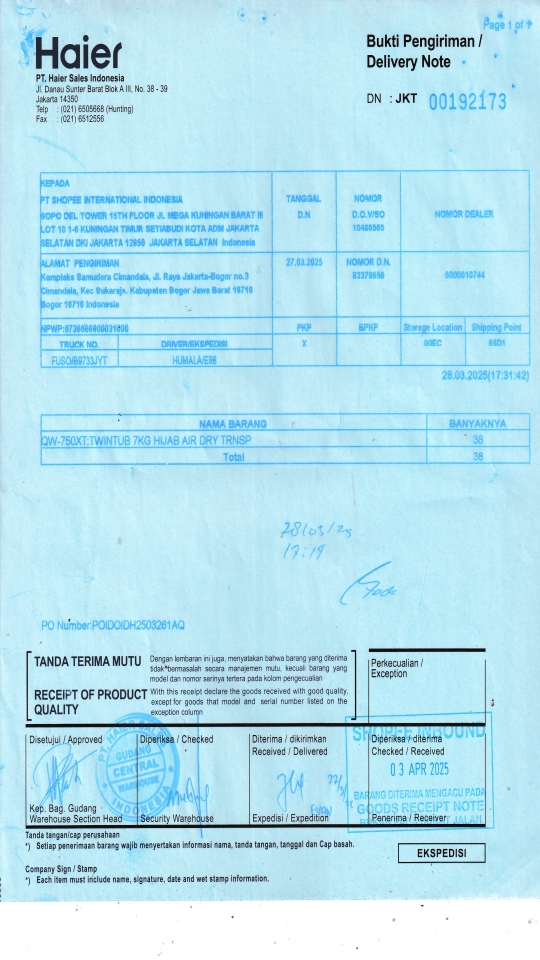 Page 1 of 1
Haier
PT. Haier Sales Indonesia
Jl. Danau Sunter Barat Blok A III, No. 38 - 39
Jakarta 14350
Telp : (021) 6505668 (Hunting)
Fax : (021) 6512556
Bukti Pengiriman /
Delivery Note
DN : JKT 00192173
KEPADA
PT SHOPEE INTERNATIONAL INDONESIA
SOPO DEL TOWER 15TH FLOOR JL MEGA KUNINGAN BARAT III
LOT 10 1-6 KUNINGAN TIMUR SETIABUDI KOTA ADM JAKARTA
SELATAN DKI JAKARTA 12950 JAKARTA SELATAN Indonesia
TANGGAL
D.N
NOMOR
D.O.V/SO
NOMOR DEALER
ALAMAT PENGIRIMAN
Kompleks Samudera Cimandala, Jl. Raya Jakarta-Bogor no.3
Cimandala, Kec Sukaraja. Kabupaten Bogor Jawa Barat 16710
Bogor 16710 Indonesia
27.03.2025
NOMOR D.N.
PKP
BPKP
Storage Location
Shipping Point
TRUCK NO.
DRIVER/EKSPEDISI
X
FUSO/B9733JYT
28.03.2025(17:31:42)
NAMA BARANG
BANYAKNYA
QW-750XT;TWINTUB 7KG HIJAB AIR DRY TRNSP
38
Total
38
28/03/25
17:19
PO Number:POIDOIDH2503261AQ
TANDA TERIMA MUTU
Dengan lembaran ini juga, menyatakan bahwa barang yang diterima
tidak bermasalah secara manajemen mutu, kecuali barang yang
model dan nomor serinya tertera pada kolom pengecualian
RECEIPT OF PRODUCT
QUALITY
With this receipt declare the goods received with good quality,
except for goods that model and serial number listed on the
exception column
Perkecualian /
Exception
Disetujui / Approved
Diperiksa / Checked
Diterima / dikirimkan
Received / Delivered
Diperiksa / diterima
Checked / Received
PT. HAIER SALES
GUDANG
CENTRAL
WAREHOUSE
INDONESIA
SHOPEE INBOUND
03 APR 2025
BARANG DITERIMA MENGACU PADA
GOODS RECEIPT NOTE
Kep. Bag. Gudang
Warehouse Section Head
Security Warehouse
Expedisi / Expedition
Penerima / Receiver
Tanda tangan/cap perusahaan
*) Setiap penerimaan barang wajib menyertakan informasi nama, tanda tangan, tanggal dan Cap basah.
EKSPEDISI
Company Sign / Stamp
*) Each item must include name, signature, date and wet stamp information.